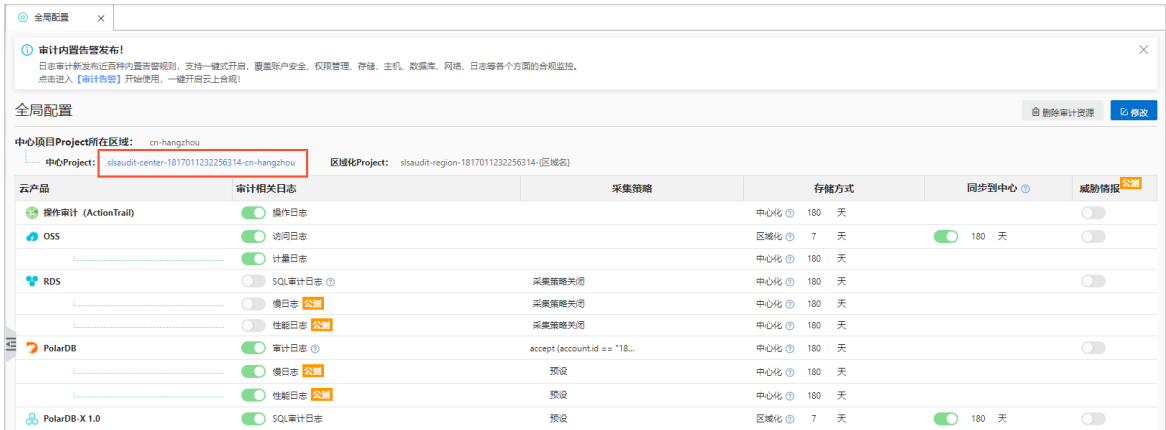 全局配置 ×
审计内置告警发布！
日志审计新发布近百种内置告警规则，支持一键式开启，覆盖账户安全、权限管理、存储、主机、数据库、网络、日志等各个方面的合规监控。
点击进入【审计告警】开始使用，一键开启云上合规！
全局配置 删除审计资源 修改
中心项目Project所在区域： cn-hangzhou
中心Project： slsaudit-center-1817011232256314-cn-hangzhou 区域化Project： slsaudit-region-1817011232256314-{区域名}
云产品 审计相关日志 采集策略 存储方式 同步到中心 威胁情报 公测
操作审计 (ActionTrail) 操作日志 中心化 180 天
OSS 访问日志 区域化 7 天 180 天
计量日志 中心化 180 天
RDS SQL审计日志 采集策略关闭 中心化 180 天
慢日志 公测 采集策略关闭 中心化 180 天
性能日志 公测 采集策略关闭 中心化 180 天
PolarDB 审计日志 accept (account.id == "18... 中心化 180 天
慢日志 公测 预设 中心化 180 天
性能日志 公测 预设 中心化 180 天
PolarDB-X 1.0 SQL审计日志 预设 区域化 7 天 180 天